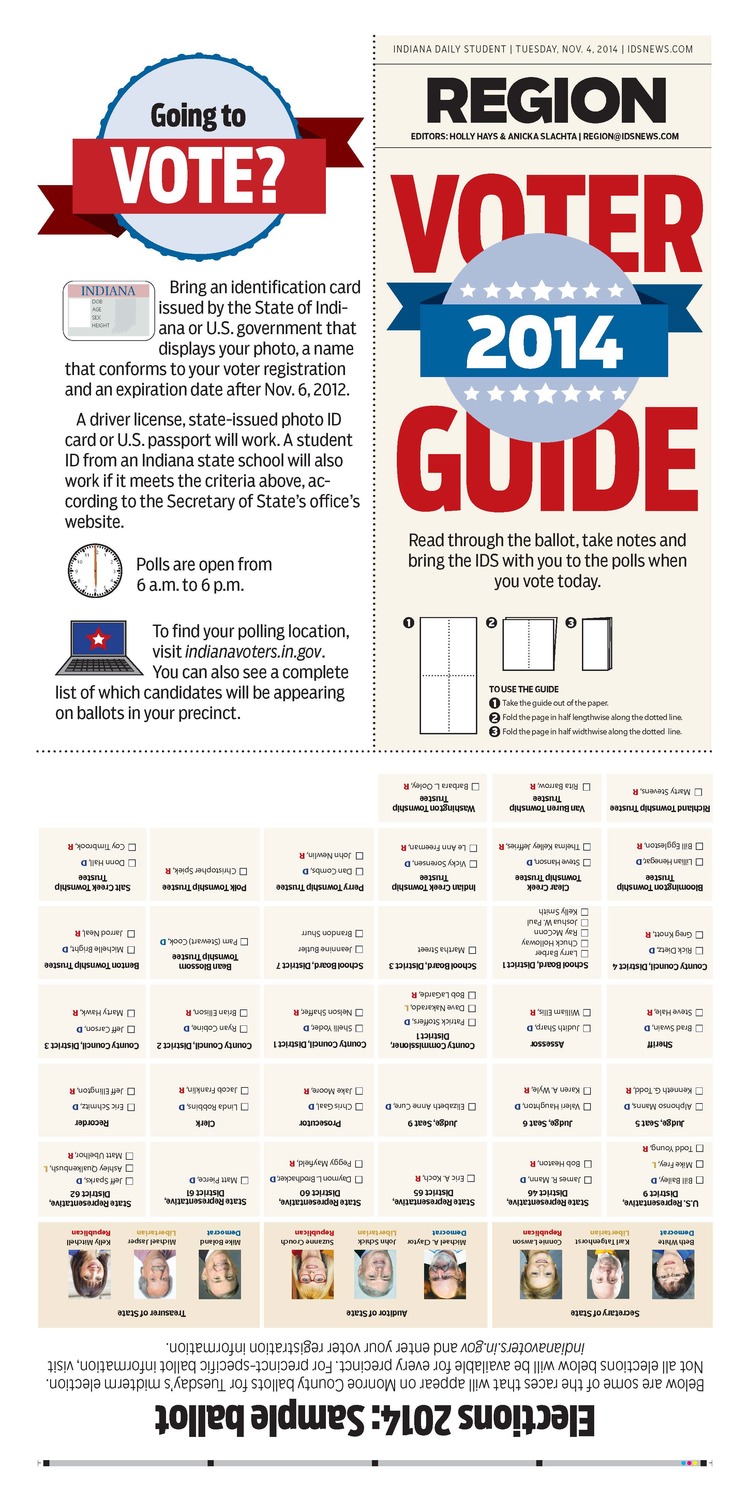 INDIANA DAILY STUDENT | TUESDAY, NOV. 4, 2014 | IDSNEWS.COM
REGION
EDITORS: HOLLY HAYS & ANICKA SLACHTA | REGION@IDSNEWS.COM
VOTER
2014
GUIDE
Read through the ballot, take notes and
bring the IDS with you to the polls when
you vote today.
1
2
3
TO USE THE GUIDE
1 Take the guide out of the paper.
2 Fold the page in half lengthwise along the dotted line.
3 Fold the page in half widthwise along the dotted line.
Going to
VOTE?
INDIANA
DOB
AGE
SEX
HEIGHT
Bring an identification card
issued by the State of Indi-
ana or U.S. government that
displays your photo, a name
that conforms to your voter registration
and an expiration date after Nov. 6, 2012.
A driver license, state-issued photo ID
card or U.S. passport will work. A student
ID from an Indiana state school will also
work if it meets the criteria above, ac-
cording to the Secretary of State's office's
website.
Polls are open from
6 a.m. to 6 p.m.
To find your polling location,
visit indianavoters.in.gov.
You can also see a complete
list of which candidates will be appearing
on ballots in your precinct.
Elections 2014: Sample ballot
Below are some of the races that will appear on Monroe County ballots for Tuesday's midterm election.
Not all elections below will be available for every precinct. For precinct-specific ballot information, visit
indianavoters.in.gov and enter your voter registration information.
Secretary of State
Beth White
Democrat
Karl Tatgenhorst
Libertarian
Connie Lawson
Republican
Auditor of State
Michael A. Claytor
Democrat
John Schick
Libertarian
Suzanne Crouch
Republican
Treasurer of State
Mike Boland
Democrat
Michael Jasper
Libertarian
Kelly Mitchell
Republican
U.S. Representative,
District 9
Bill Bailey, D
Mike Frey, L
Todd Young, R
State Representative,
District 46
James R. Mann, D
Bob Heaton, R
State Representative,
District 65
Eric A. Koch, R
State Representative,
District 60
Daymon L. Brodhacker, D
Peggy Mayfield, R
State Representative,
District 61
Matt Pierce, D
State Representative,
District 62
Jeff Sparks, D
Ashley Qualkenbush, L
Matt Ubelhor, R
Judge, Seat 5
Alphonso Manns, D
Kenneth G. Todd, R
Judge, Seat 6
Valeri Haughton, D
Karen A. Wyle, R
Judge, Seat 9
Elizabeth Anne Cure, D
Prosecutor
Chris Gaal, D
Jake Moore, R
Clerk
Linda Robbins, D
Jacob Franklin, R
Recorder
Eric Schmitz, D
Jeff Ellington, R
Sheriff
Brad Swain, D
Steve Hale, R
Assessor
Judith Sharp, D
William Ellis, R
County Commissioner,
District 1
Patrick Stoffers, D
Dave Nakarado, L
Bob LaGarde, R
County Council, District 1
Shelli Yoder, D
Nelson Shaffer, R
County Council, District 2
Ryan Cobine, D
Brian Ellison, R
County Council, District 3
Jeff Carson, D
Marty Hawk, R
County Council, District 4
Rick Dietz, D
Greg Knott, R
School Board, District 1
Larry Barber
Chuck Holloway
Ray McConn
Joshua W. Paul
Kelly Smith
School Board, District 3
Martha Street
School Board, District 7
Jeannine Butler
Brandon Shurr
Bean Blossom
Township Trustee
Pam (Stewart) Cook, D
Benton Township Trustee
Michelle Bright, D
Jarrod Neal, R
Bloomington Township
Trustee
Lilian Henegar, D
Bill Eggleston, R
Clear Creek
Township Trustee
Steve Hanson, D
Thelma Kelley Jeffries, R
Indian Creek Township
Trustee
Vicky Sorensen, D
Le Ann Freeman, R
Perry Township Trustee
Dan Combs, D
John Newlin, R
Polk Township Trustee
Christopher Spiek, R
Salt Creek Township
Trustee
Donn Hall, D
Coy Timbrook, R
Richland Township Trustee
Marty Stevens, R
Van Buren Township
Trustee
Rita Barrow, R
Washington Township
Trustee
Barbara L. Ooley, R